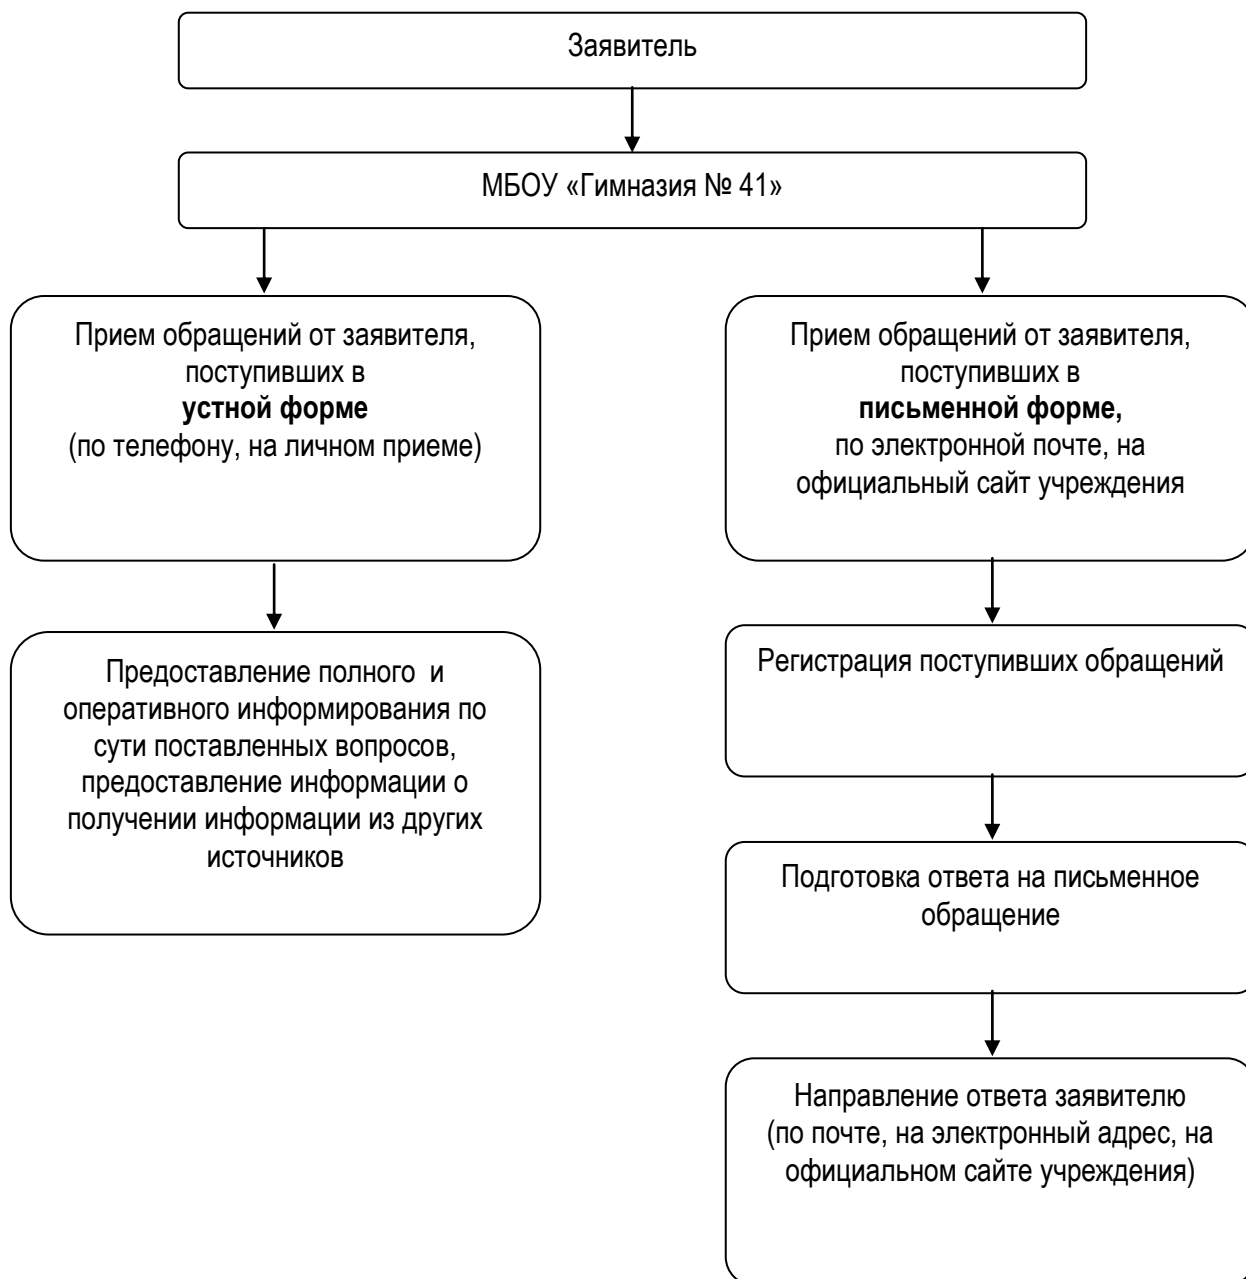 Заявитель
МБОУ «Гимназия № 41»
Прием обращений от заявителя,
поступивших в
устной форме
(по телефону, на личном приеме)
Предоставление полного  и
оперативного информирования по
сути поставленных вопросов,
предоставление информации о
получении информации из других
источников
Прием обращений от заявителя,
поступивших в
письменной форме,
по электронной почте, на
официальный сайт учреждения
Регистрация поступивших обращений
Подготовка ответа на письменное
обращение
Направление ответа заявителю
(по почте, на электронный адрес, на
официальном сайте учреждения)